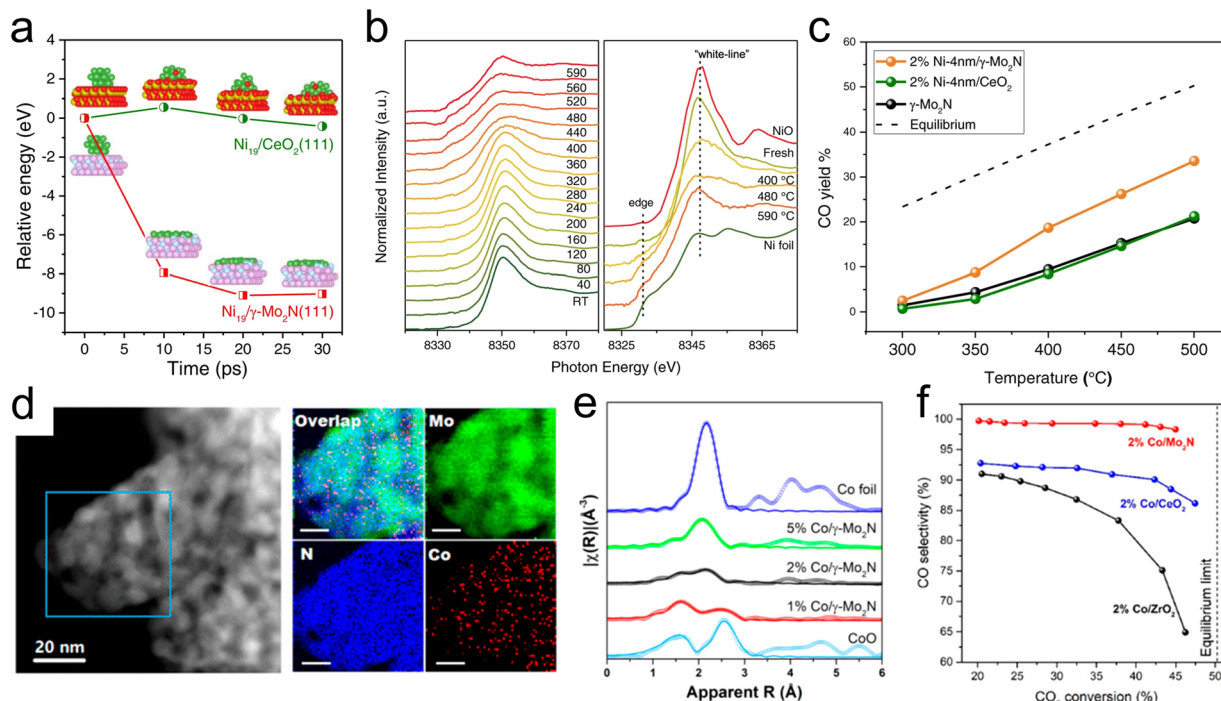 a
Relative energy (eV)
4
2
0
-2
-4
-6
-8
-10
Ni19/CeO2(111)
Ni19/γ-Mo2N(111)
0 5 10 15 20 25 30 35
Time (ps)
b
Normalized Intensity (a.u.)
590
560
520
480
440
400
360
320
280
240
200
160
120
80
40
RT
8330 8350 8370
"white-line"
edge
NiO
Fresh
400 °C
480 °C
590 °C
Ni foil
8325 8345 8365
Photon Energy (eV)
c
CO yield %
60
50
40
30
20
10
0
2% Ni-4nm/γ-Mo2N
2% Ni-4nm/CeO2
γ-Mo2N
Equilibrium
300 350 400 450 500
Temperature (°C)
d
20 nm
Overlap
Mo
N
Co
e
|χ(R)|(Å-3)
Co foil
5% Co/γ-Mo2N
2% Co/γ-Mo2N
1% Co/γ-Mo2N
CoO
0 1 2 3 4 5 6
Apparent R (Å)
f
CO selectivity (%)
100
95
90
85
80
75
70
65
60
2% Co/Mo2N
2% Co/CeO2
2% Co/ZrO2
Equilibrium limit
20 25 30 35 40 45 50
CO2 conversion (%)